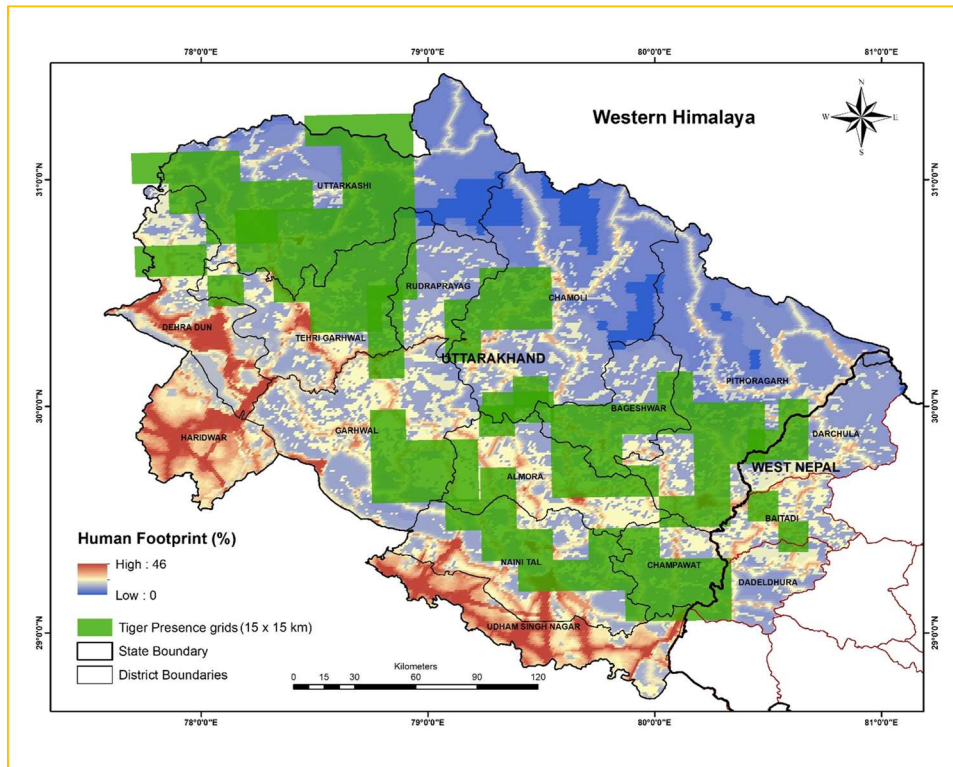 78°0'0"E 79°0'0"E 80°0'0"E 81°0'0"E
Western Himalaya
N
W E
S
31°0'0"N 31°0'0"N
UTTARKASHI
RUDRAPRAYAG
CHAMOLI
DEHRA DUN
TEHRI GARHWAL
UTTARAKHAND
PITHORAGARH
30°0'0"N 30°0'0"N
BAGESHWAR
GARHWAL
HARIDWAR
DARCHULA
ALMORA
WEST NEPAL
BAITADI
NAINI TAL
CHAMPAWAT
DADELDHURA
UDHAM SINGH NAGAR
29°0'0"N 29°0'0"N
Human Footprint (%)
High : 46
Low : 0
Tiger Presence grids (15 x 15 km)
State Boundary
District Boundaries
Kilometers
0 15 30 60 90 120
78°0'0"E 79°0'0"E 80°0'0"E 81°0'0"E